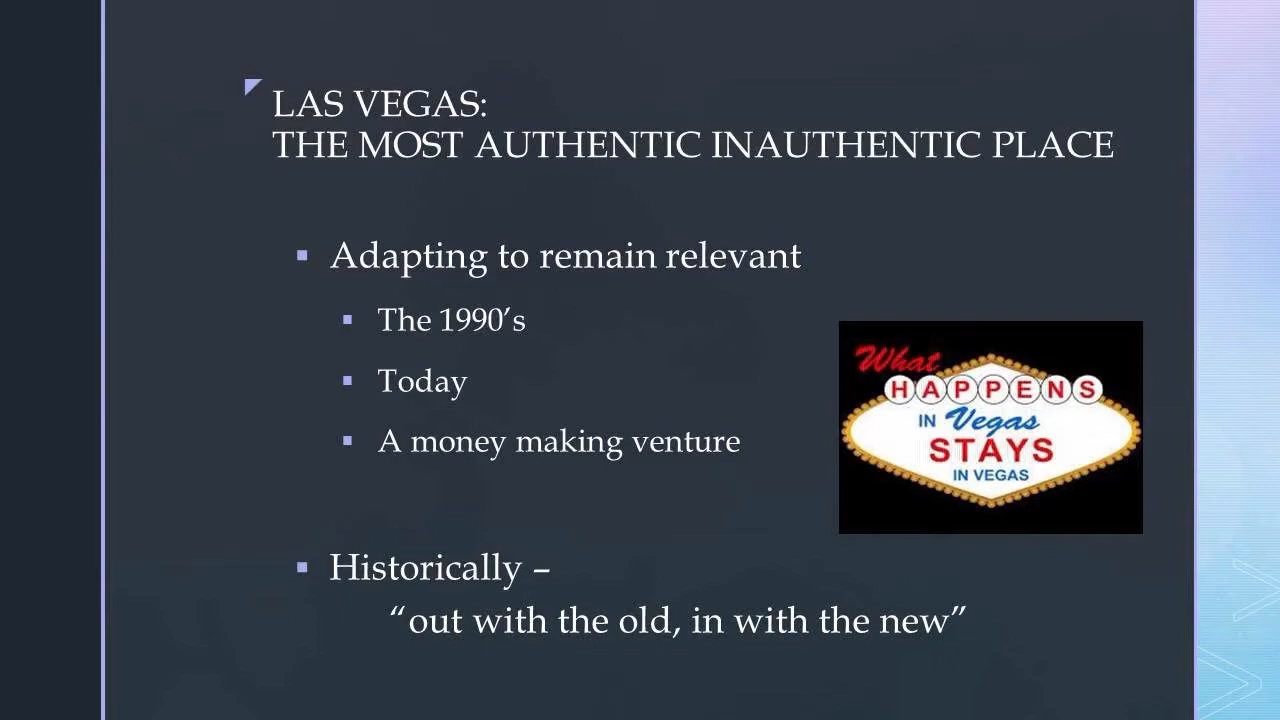 LAS VEGAS:
THE MOST AUTHENTIC INAUTHENTIC PLACE
Adapting to remain relevant
The 1990’s
Today
A money making venture
What
HAPPENS
IN Vegas
STAYS
IN VEGAS
Historically –
“out with the old, in with the new”